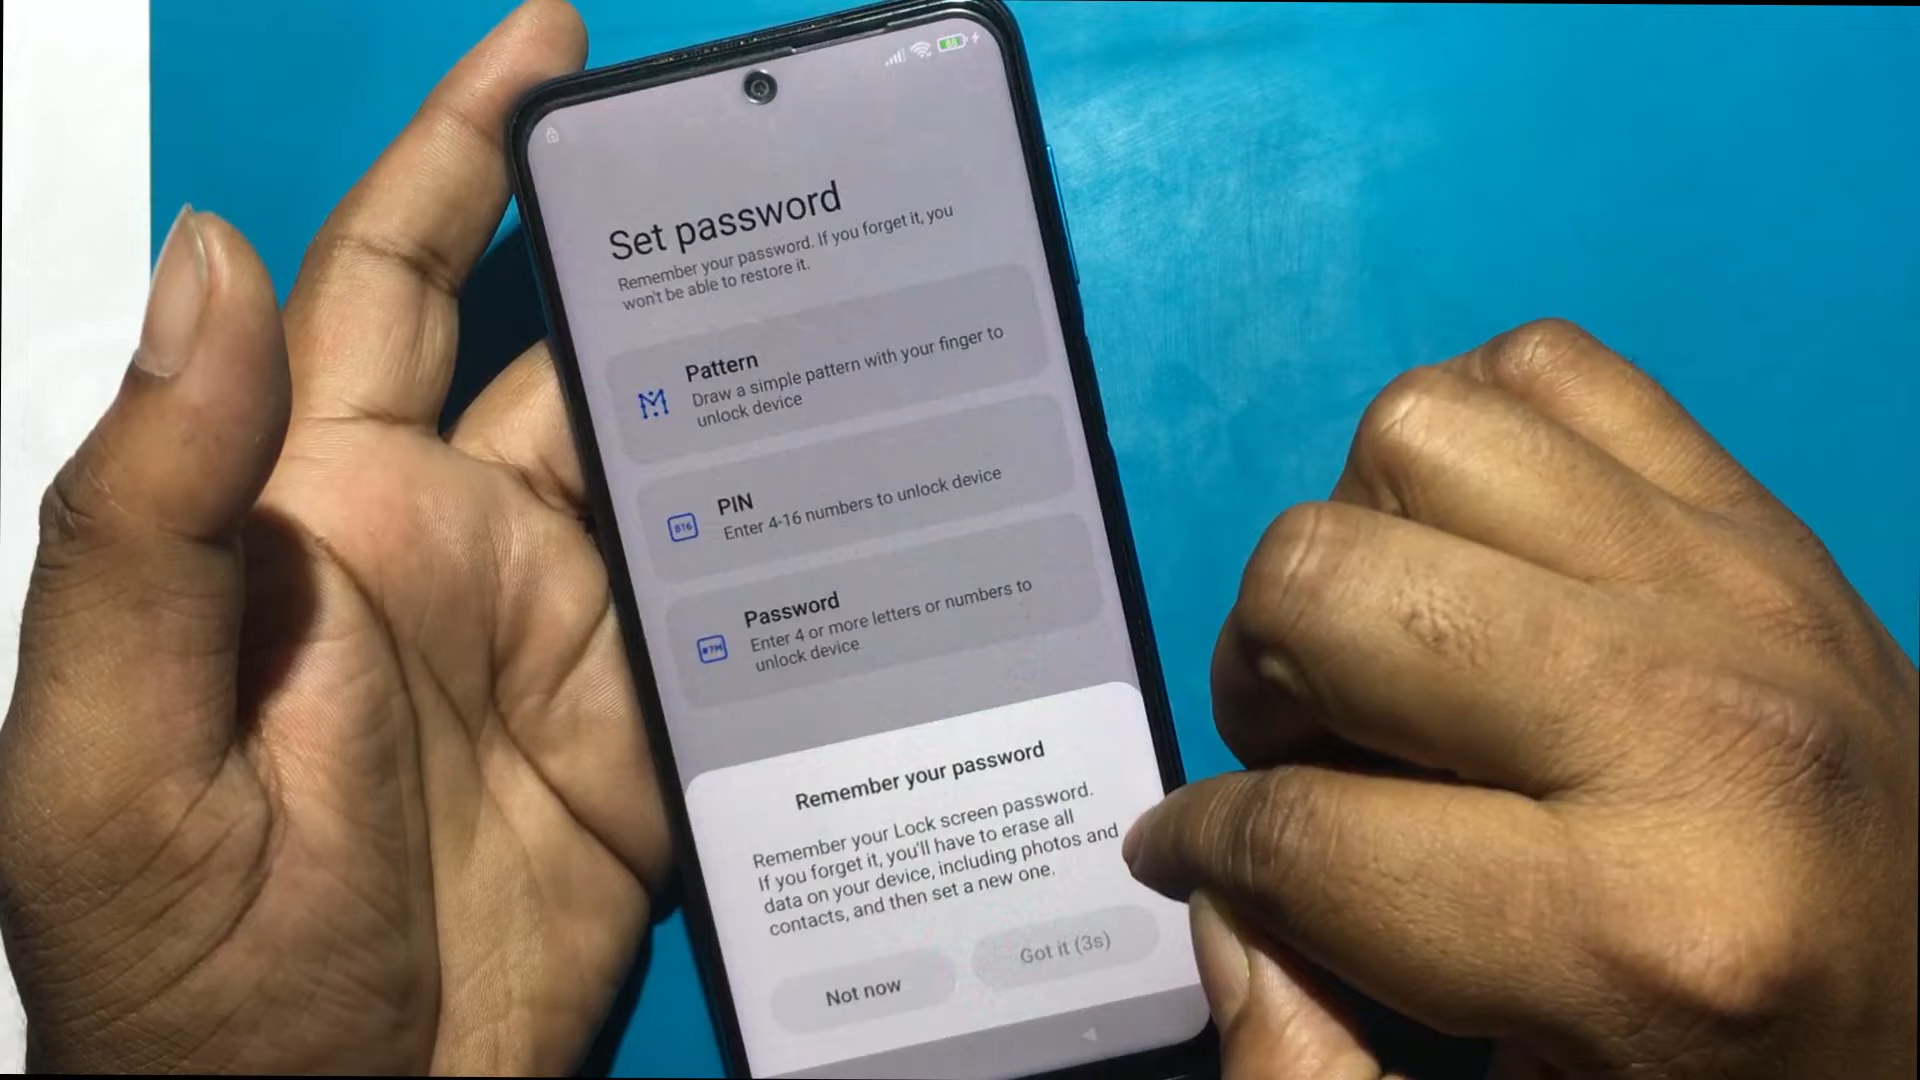 Set password
Remember your password. If you forget it, you
won't be able to restore it.
Pattern
Draw a simple pattern with your finger to
unlock device
PIN
Enter 4-16 numbers to unlock device
Password
Enter 4 or more letters or numbers to
unlock device
Remember your password
Remember your Lock screen password.
If you forget it, you'll have to erase all
data on your device, including photos and
contacts, and then set a new one.
Not now
Got it (3s)